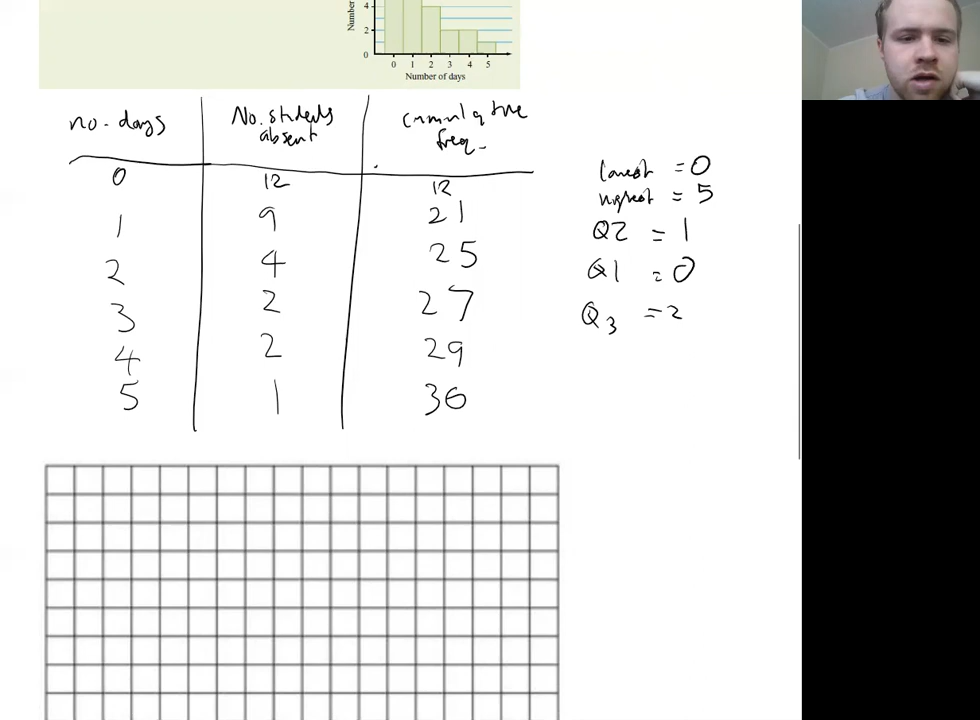 Number
4
2
0
0 1 2 3 4 5
Number of days
no. days No. students absent cumulative freq.
0 12 12
1 9 21
2 4 25
3 2 27
4 2 29
5 1 30
lowest = 0
highest = 5
Q2 = 1
Q1 = 0
Q3 = 2